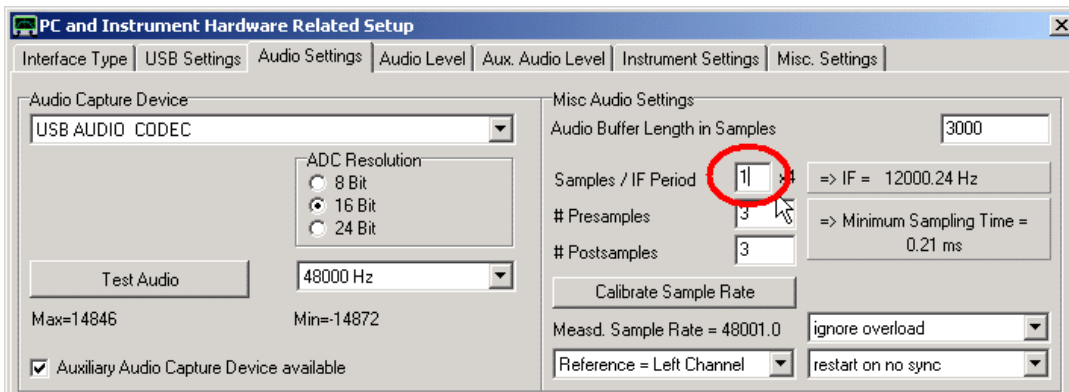 PC and Instrument Hardware Related Setup
Interface Type USB Settings Audio Settings Audio Level Aux. Audio Level Instrument Settings Misc. Settings
Audio Capture Device
USB AUDIO CODEC
ADC Resolution
8 Bit
16 Bit
24 Bit
Test Audio
48000 Hz
Max=14846
Min=-14872
Auxiliary Audio Capture Device available
Misc Audio Settings
Audio Buffer Length in Samples
3000
Samples / IF Period
1
x4
=> IF = 12000.24 Hz
# Presamples
3
=> Minimum Sampling Time =
0.21 ms
# Postsamples
3
Calibrate Sample Rate
Measd. Sample Rate = 48001.0
ignore overload
Reference = Left Channel
restart on no sync